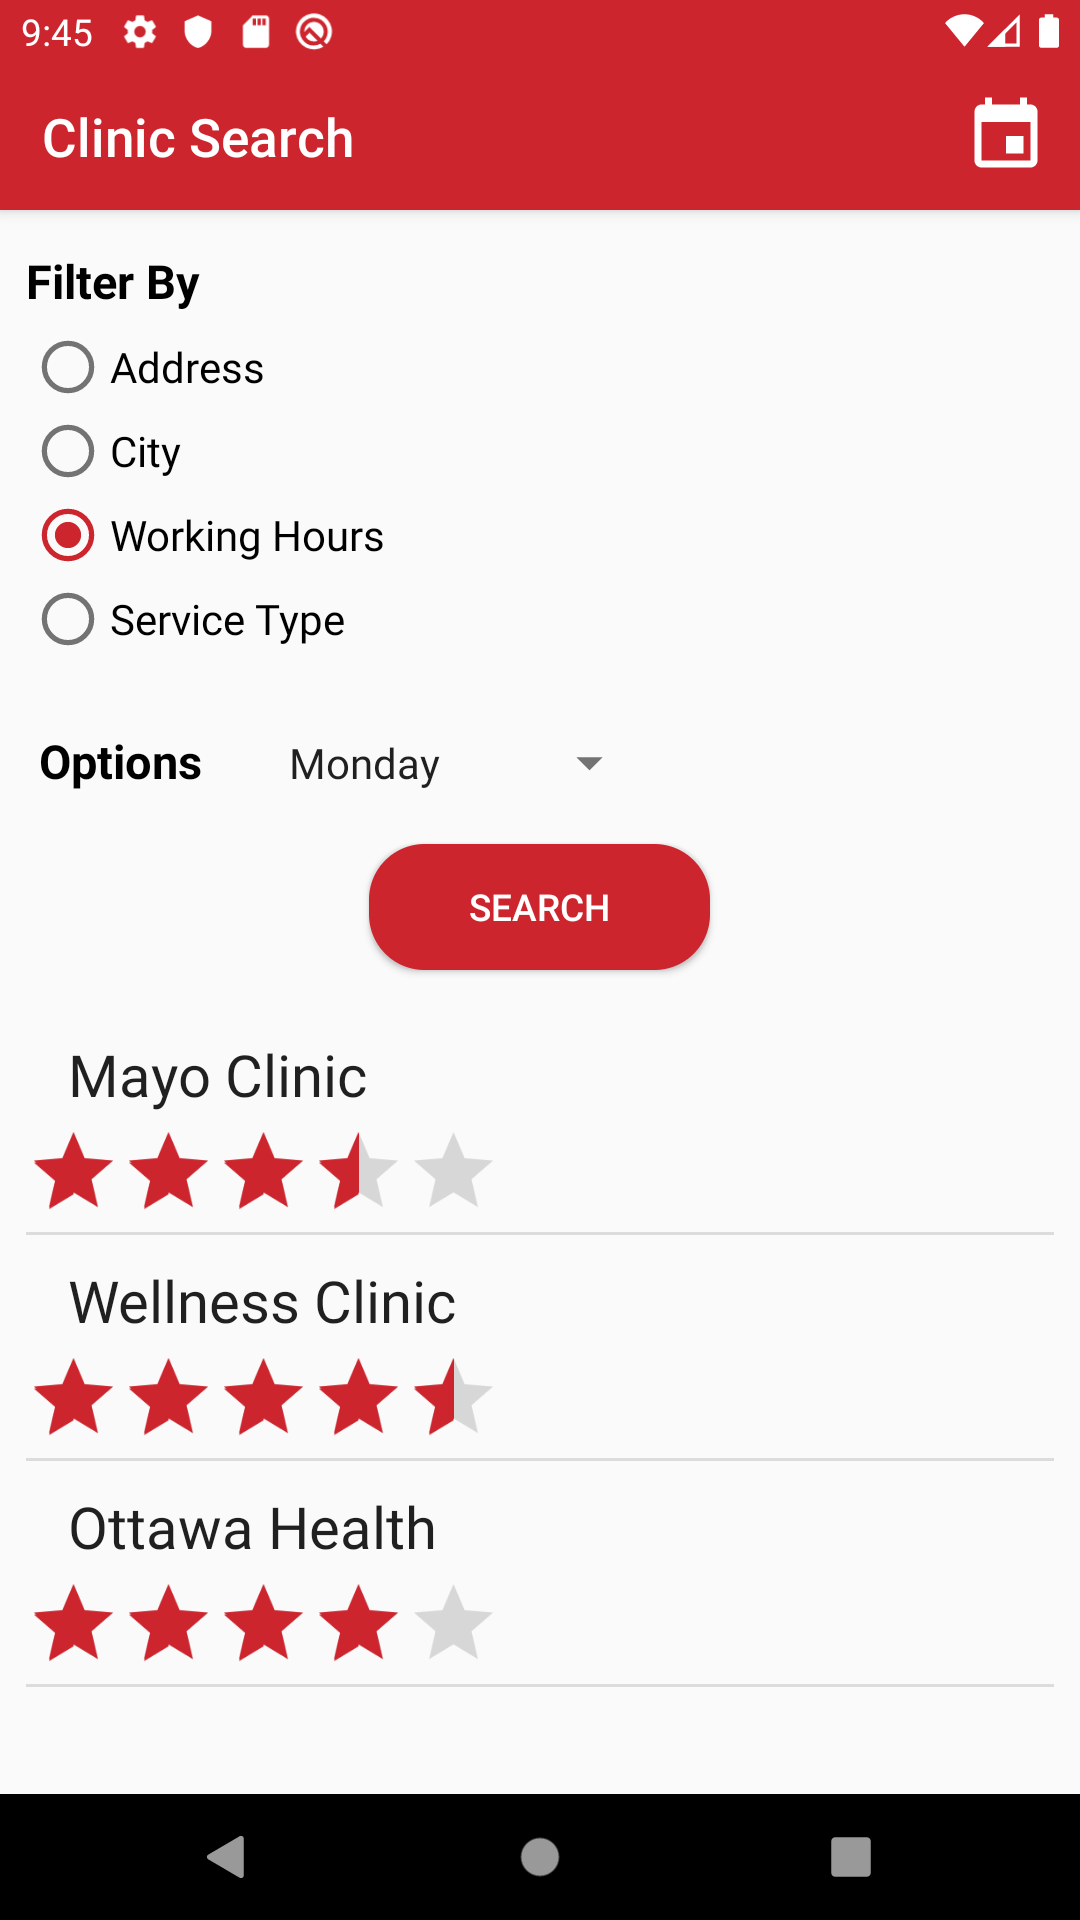 9:45
Clinic Search
Filter By
Address
City
Working Hours
Service Type
Options Monday
SEARCH
Mayo Clinic
Wellness Clinic
Ottawa Health